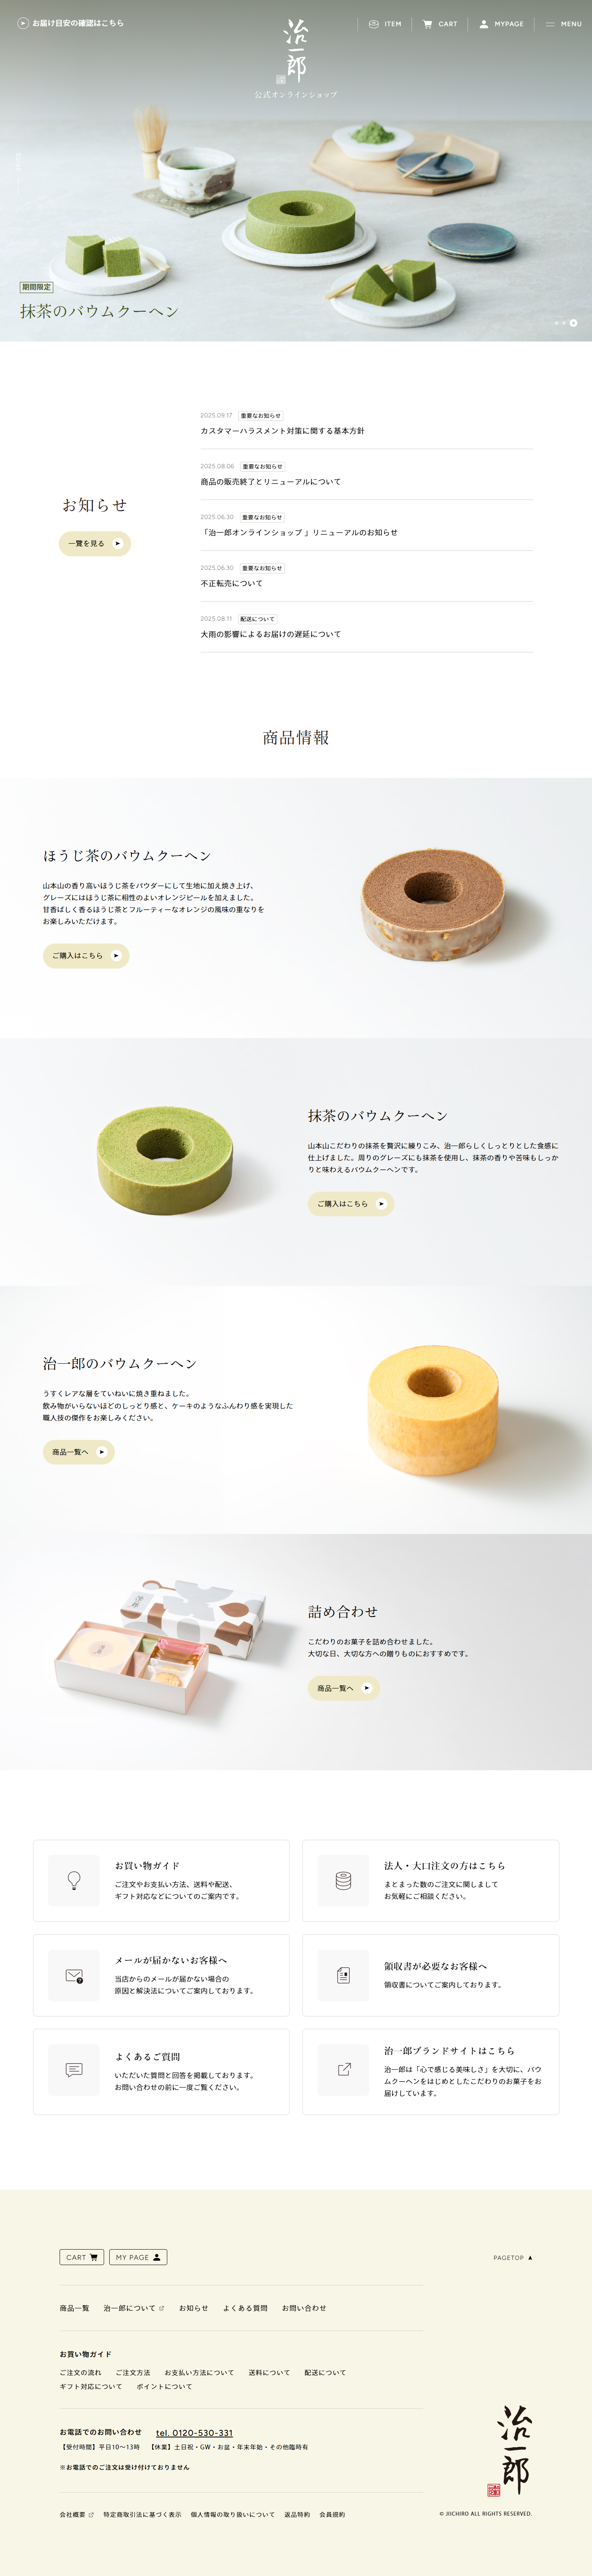 お届け目安の確認はこちら
ITEM
CART
MYPAGE
MENU
治一郎
公式オンラインショップ
期間限定
抹茶のバウムクーヘン
お知らせ
一覧を見る
2025.09.17 重要なお知らせ
カスタマーハラスメント対策に関する基本方針
2025.08.06 重要なお知らせ
商品の販売終了とリニューアルについて
2025.06.30 重要なお知らせ
「治一郎オンラインショップ 」リニューアルのお知らせ
2025.06.30 重要なお知らせ
不正転売について
2025.08.11 配送について
大雨の影響によるお届けの遅延について
商品情報
ほうじ茶のバウムクーヘン
山本山の香り高いほうじ茶をパウダーにして生地に加え焼き上げ、
グレーズにはほうじ茶に相性のよいオレンジピールを加えました。
甘香ばしく香るほうじ茶とフルーティーなオレンジの風味の重なりを
お楽しみいただけます。
ご購入はこちら
抹茶のバウムクーヘン
山本山こだわりの抹茶を贅沢に練りこみ、治一郎らしくしっとりとした食感に
仕上げました。周りのグレーズにも抹茶を使用し、抹茶の香りや苦味もしっか
りと味わえるバウムクーヘンです。
ご購入はこちら
治一郎のバウムクーヘン
うすくレアな層をていねいに焼き重ねました。
飲み物がいらないほどのしっとり感と、ケーキのようなふんわり感を実現した
職人技の傑作をお楽しみください。
商品一覧へ
詰め合わせ
こだわりのお菓子を詰め合わせました。
大切な日、大切な方への贈りものにおすすめです。
商品一覧へ
お買い物ガイド
ご注文やお支払い方法、送料や配送、
ギフト対応などについてのご案内です。
法人・大口注文の方はこちら
まとまった数のご注文に関しまして
お気軽にご相談ください。
メールが届かないお客様へ
当店からのメールが届かない場合の
原因と解決法についてご案内しております。
領収書が必要なお客様へ
領収書についてご案内しております。
よくあるご質問
いただいた質問と回答を掲載しております。
お問い合わせの前に一度ご覧ください。
治一郎ブランドサイトはこちら
治一郎は「心で感じる美味しさ」を大切に、バウ
ムクーヘンをはじめとしたこだわりのお菓子をお
届けしています。
CART
MY PAGE
PAGETOP ▲
商品一覧 治一郎について お知らせ よくある質問 お問い合わせ
お買い物ガイド
ご注文の流れ ご注文方法 お支払い方法について 送料について 配送について
ギフト対応について ポイントについて
お電話でのお問い合わせ tel. 0120-530-331
【受付時間】平日10〜13時 【休業】土日祝・GW・お盆・年末年始・その他臨時有
※お電話でのご注文は受け付けておりません
治一郎
会社概要 特定商取引法に基づく表示 個人情報の取り扱いについて 返品特約 会員規約
© JIICHIRO ALL RIGHTS RESERVED.